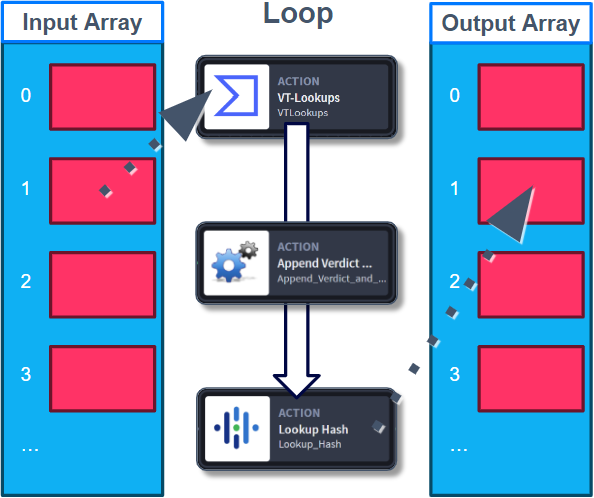 Input Array
0
1
2
3
...
Loop
ACTION
VT-Lookups
VTLookups
ACTION
Append Verdict ...
Append_Verdict_and_...
ACTION
Lookup Hash
Lookup_Hash
Output Array
0
1
2
3
...